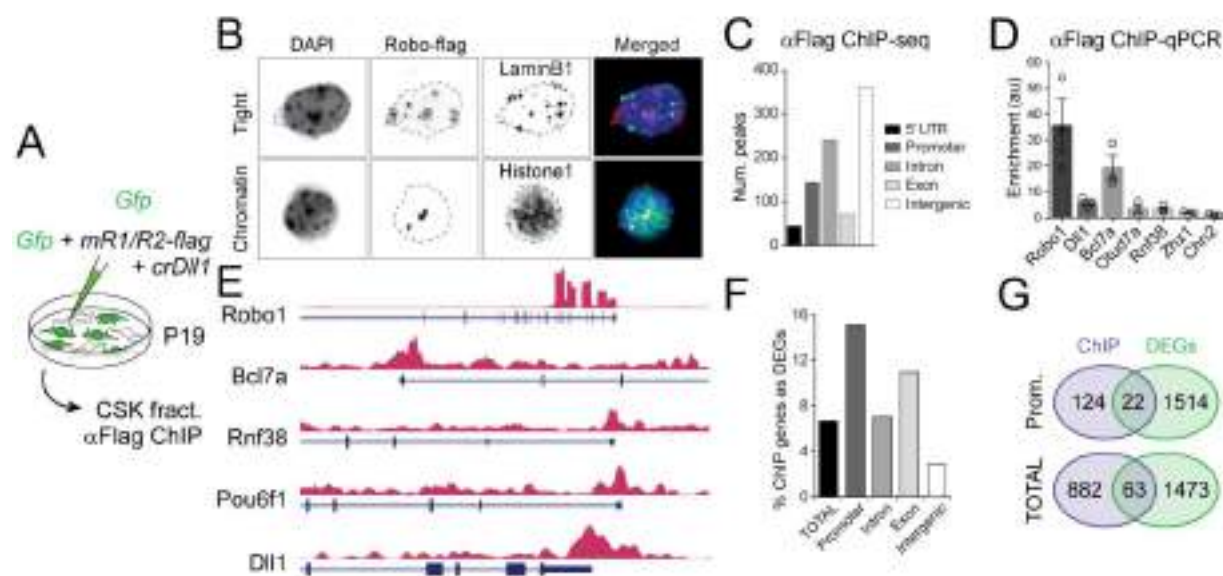 A
Gfp
Gfp + mR1/R2-flag
+ crDll1
P19
CSK fract.
αFlag ChIP
B
DAPI
Robo-flag
LaminB1
Merged
Tight
Histone1
Chromatin
C
αFlag ChIP-seq
Num. peaks
400
300
200
100
0
5'UTR
Promoter
Intron
Exon
Intergenic
D
αFlag ChIP-qPCR
Enrichment (au)
60
50
40
30
20
10
0
Robo1
Dll1
Bcl7a
Otud7a
Rnf38
Zhx1
Chn2
E
Robo1
Bcl7a
Rnf38
Pou6f1
Dll1
F
% ChIP genes as DEGs
16
12
8
4
0
TOTAL
Promoter
Intron
Exon
Intergenic
G
ChIP
DEGs
Prom.
124
22
1514
TOTAL
882
63
1473